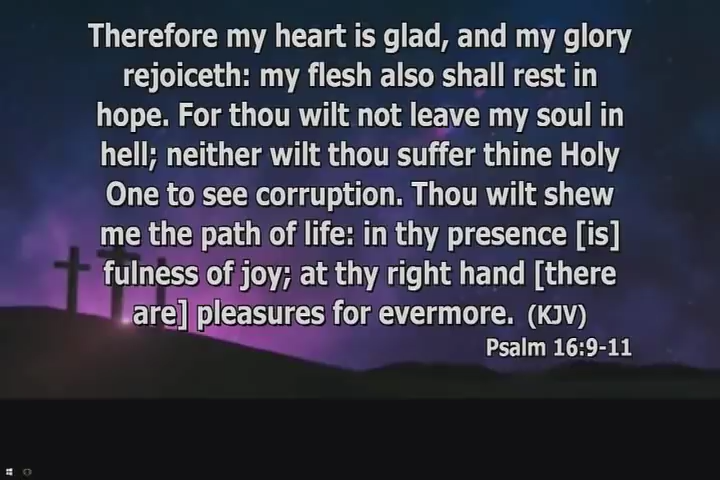 Therefore my heart is glad, and my glory
rejoiceth: my flesh also shall rest in
hope. For thou wilt not leave my soul in
hell; neither wilt thou suffer thine Holy
One to see corruption. Thou wilt shew
me the path of life: in thy presence [is]
fulness of joy; at thy right hand [there
are] pleasures for evermore. (KJV)
Psalm 16:9-11